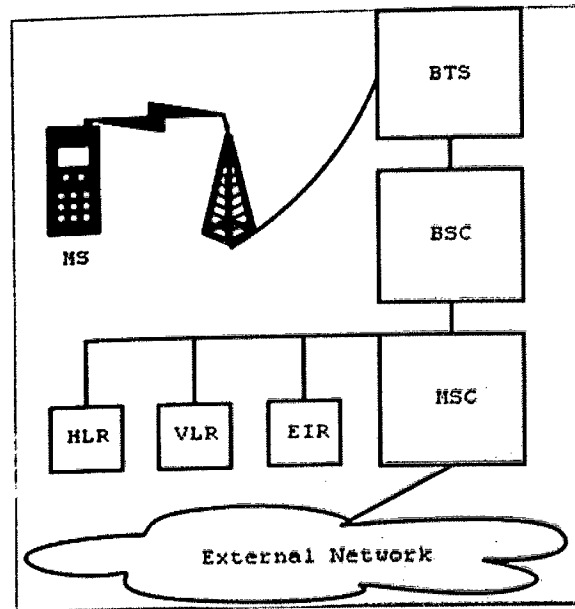 BTS
BSC
MS
MSC
HLR
VLR
EIR
External Network